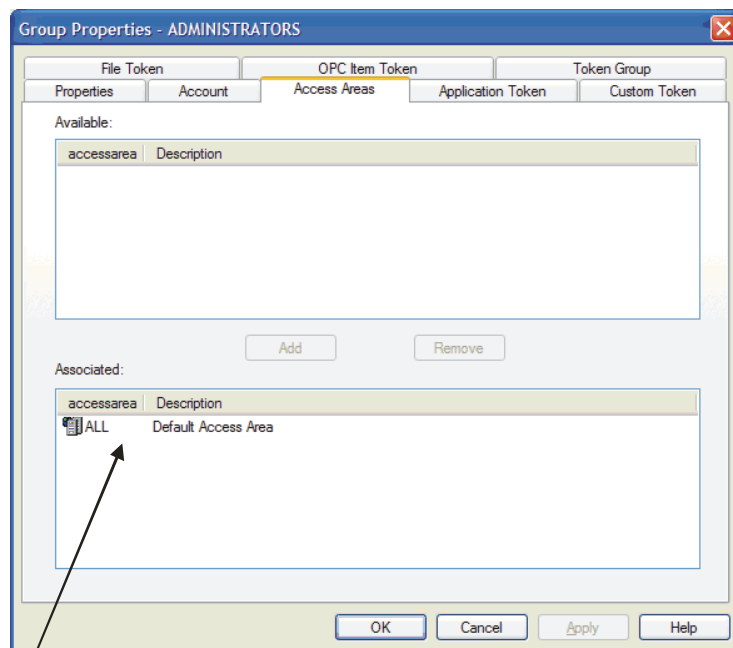 Group Properties - ADMINISTRATORS
File Token OPC Item Token Token Group
Properties Account Access Areas Application Token Custom Token
Available:
accessarea Description
Add Remove
Associated:
accessarea Description
ALL Default Access Area
OK Cancel Apply Help